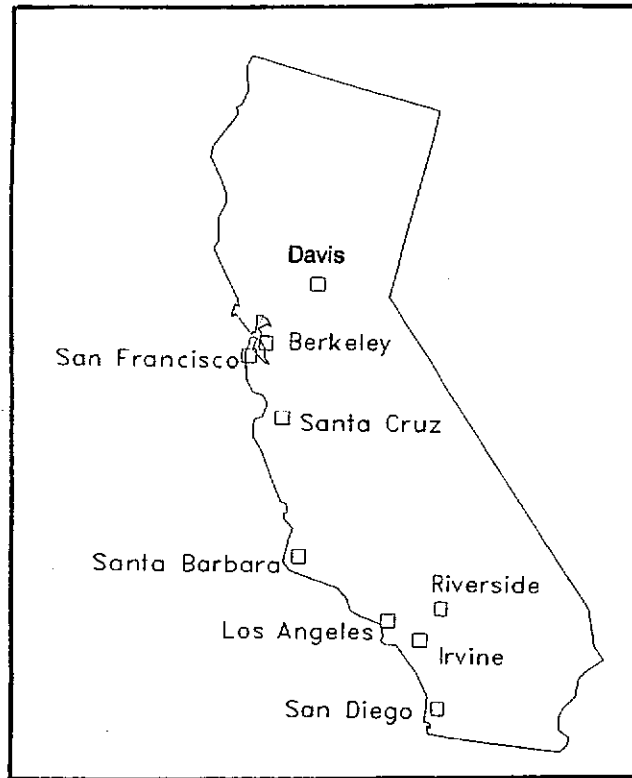 Davis
Berkeley
San Francisco
Santa Cruz
Santa Barbara
Riverside
Los Angeles
Irvine
San Diego